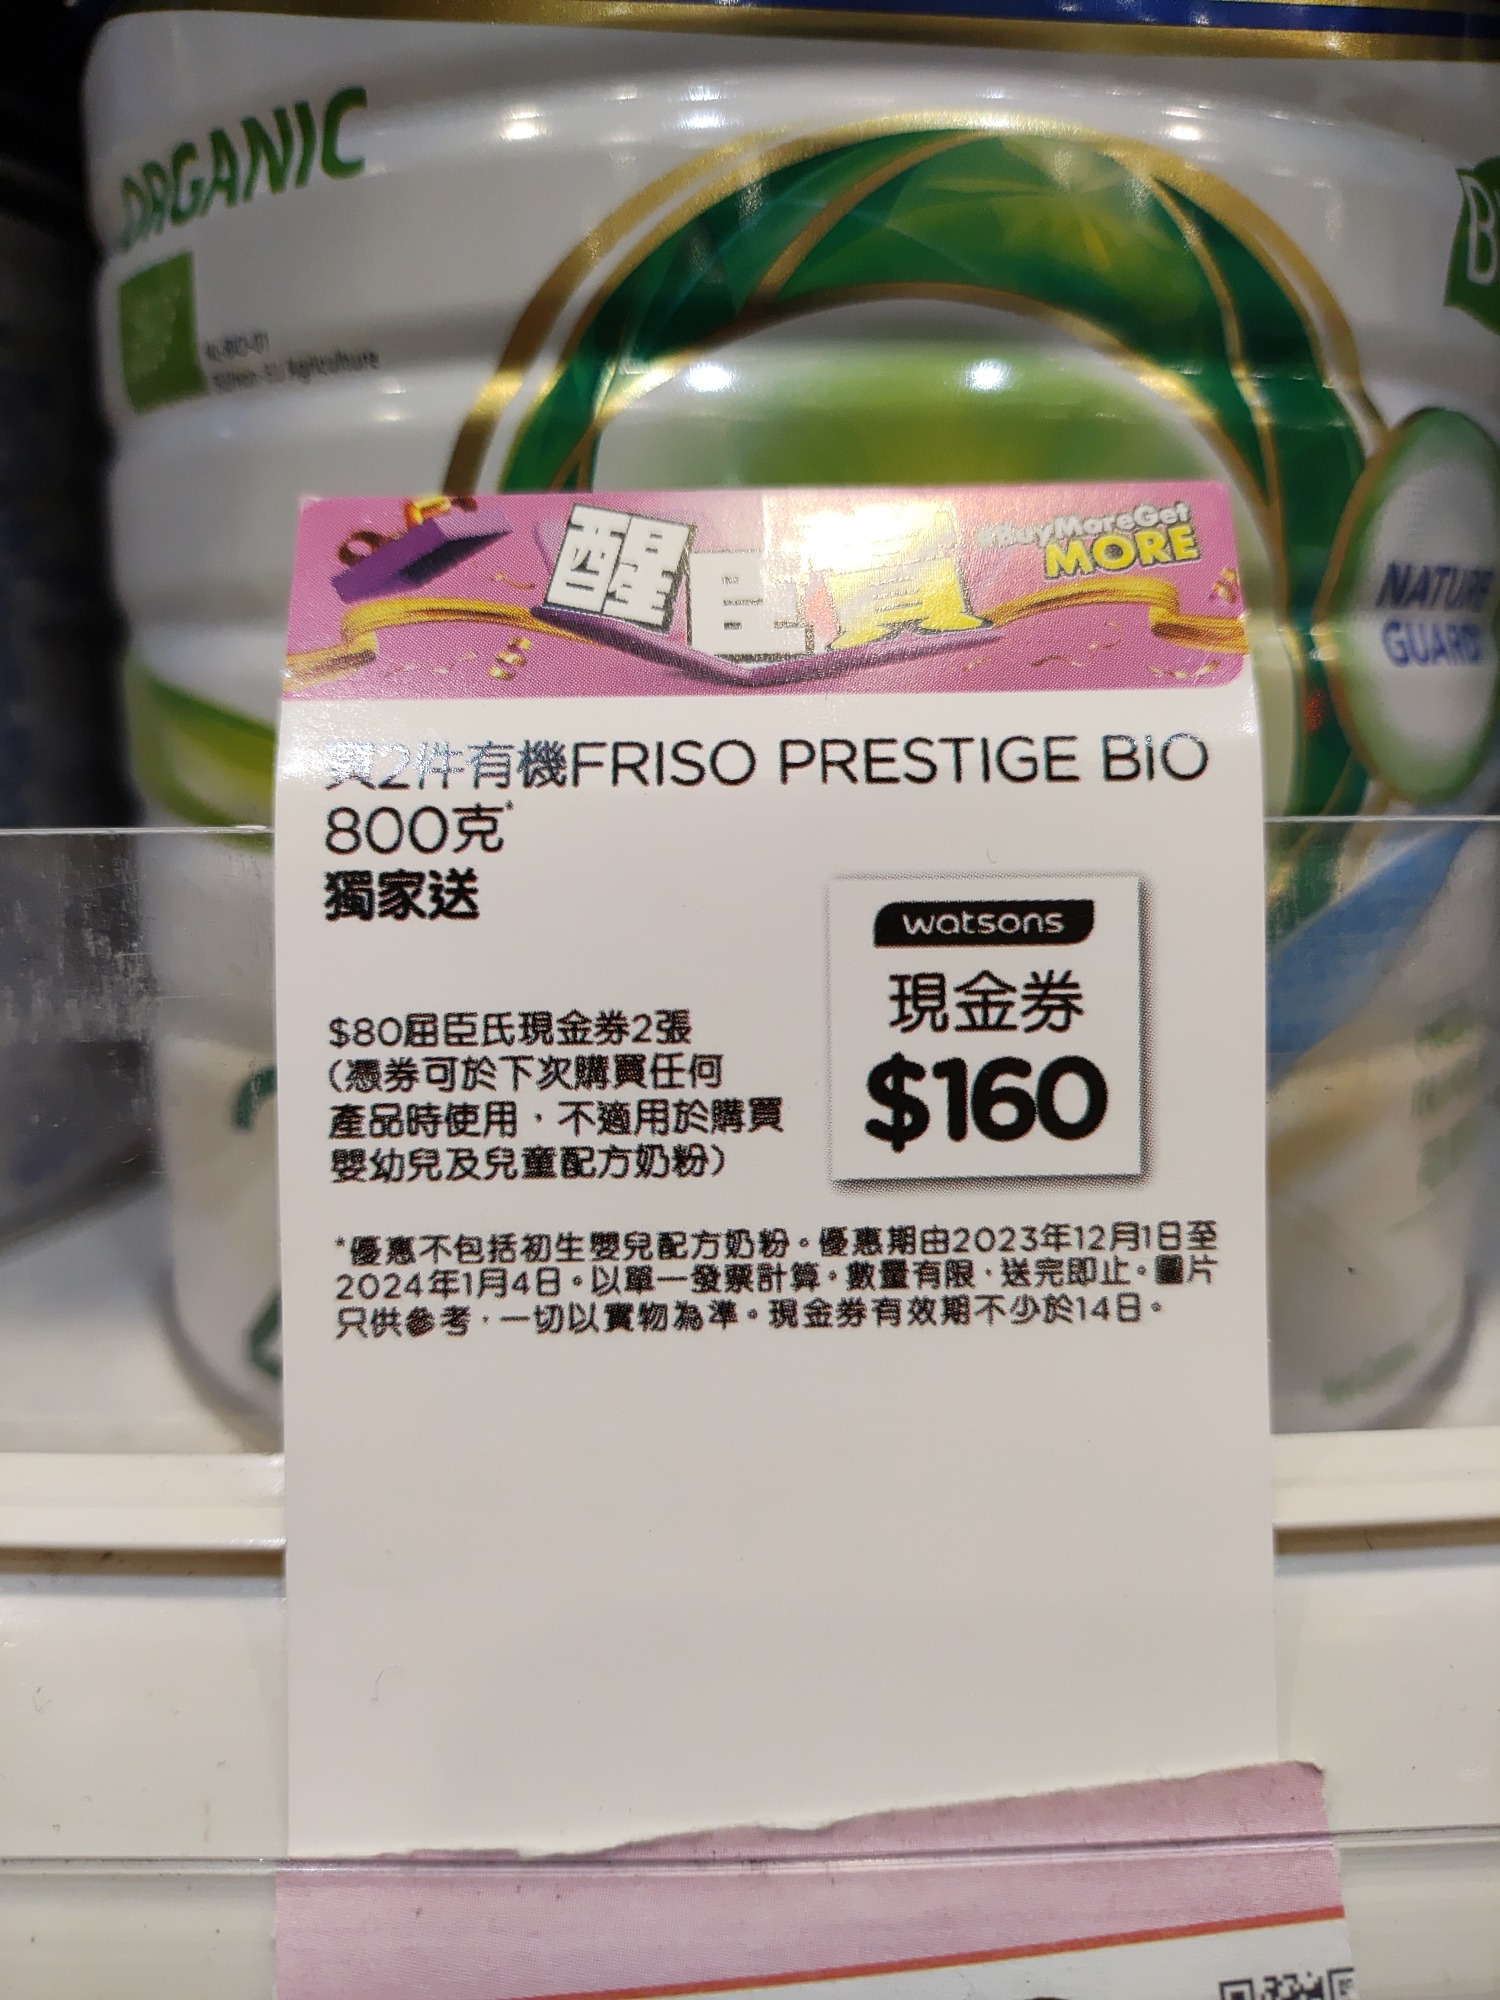 ORGANIC
NL-BIO-01
Agriculture
醒
#BuyMoreGet
MORE
NATURE
GUARD
買2件有機FRISO PRESTIGE BIO
800克*
獨家送
watsons
現金券
$160
$80屈臣氏現金券2張
(憑券可於下次購買任何
產品時使用，不適用於購買
嬰幼兒及兒童配方奶粉)
*優惠不包括初生嬰兒配方奶粉。優惠期由2023年12月1日至
2024年1月4日。以單一發票計算。數量有限，送完即止。圖片
只供參考，一切以實物為準。現金券有效期不少於14日。